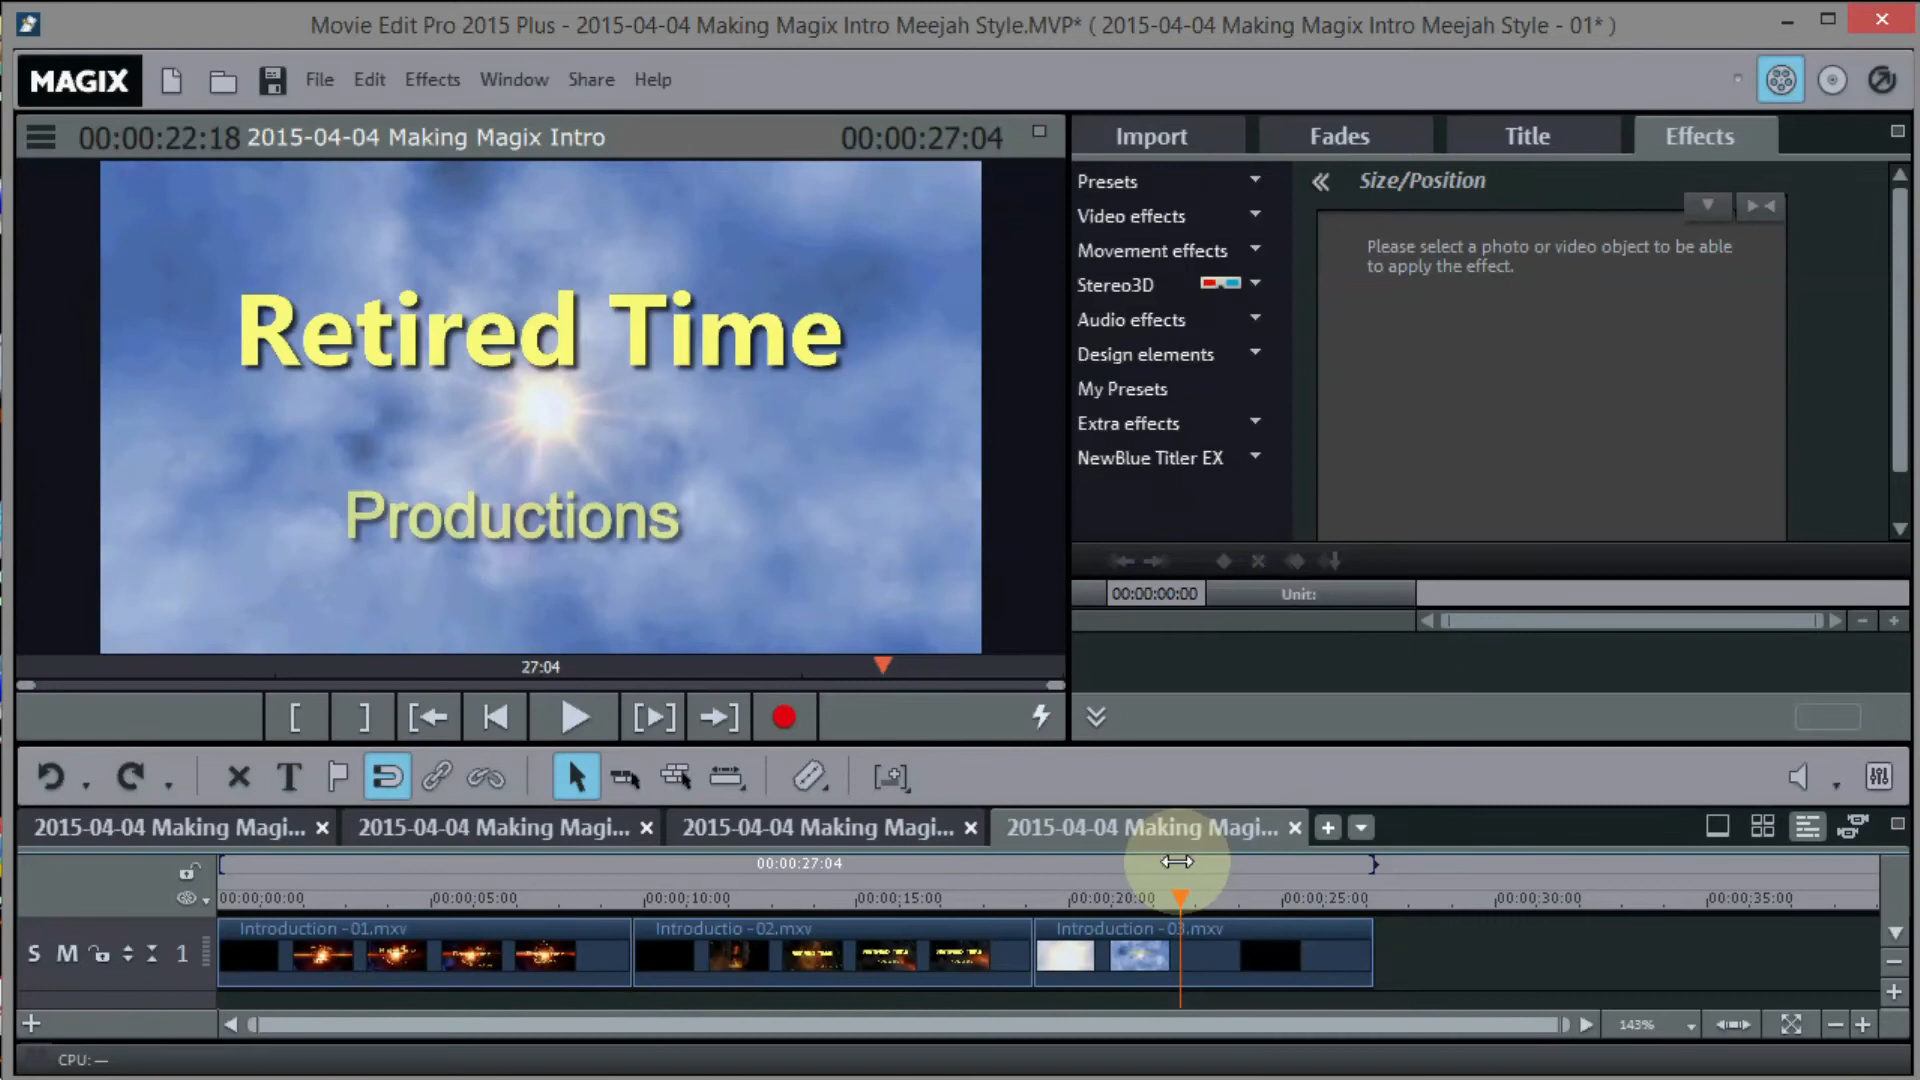 Movie Edit Pro 2015 Plus - 2015-04-04 Making Magix Intro Meejah Style.MVP* ( 2015-04-04 Making Magix Intro Meejah Style - 01* )
MAGIX File Edit Effects Window Share Help
00:00:22:18 2015-04-04 Making Magix Intro 00:00:27:04
Import Fades Title Effects
Presets
Video effects
Movement effects
Stereo3D
Audio effects
Design elements
My Presets
Extra effects
NewBlue Titler EX
Size/Position
Please select a photo or video object to be able
to apply the effect.
Retired Time
Productions
27:04
00:00:00:00 Unit:
2015-04-04 Making Magi... 2015-04-04 Making Magi... 2015-04-04 Making Magi... 2015-04-04 Making Magi...
00:00:27:04
00:00:00:00 00:00:05:00 00:00:10:00 00:00:15:00 00:00:20:00 00:00:25:00 00:00:30:00 00:00:35:00
Introduction -01.mxv Introductio -02.mxv Introduction -03.mxv
S M 1
143%
CPU: —